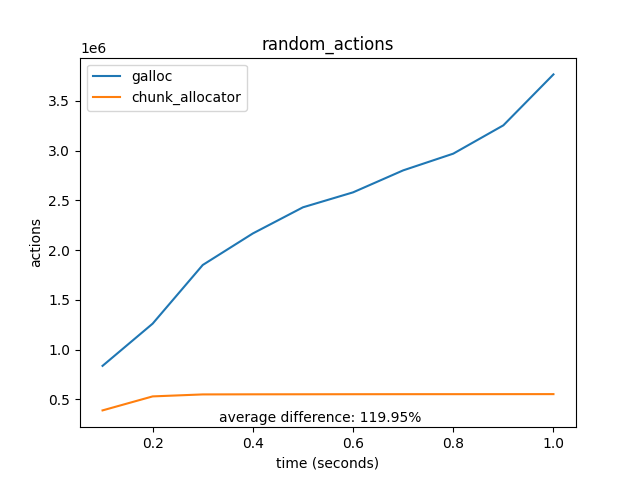 random_actions
1e6
galloc
chunk_allocator
3.5
3.0
2.5
2.0
1.5
1.0
0.5
actions
average difference: 119.95%
0.2 0.4 0.6 0.8 1.0
time (seconds)